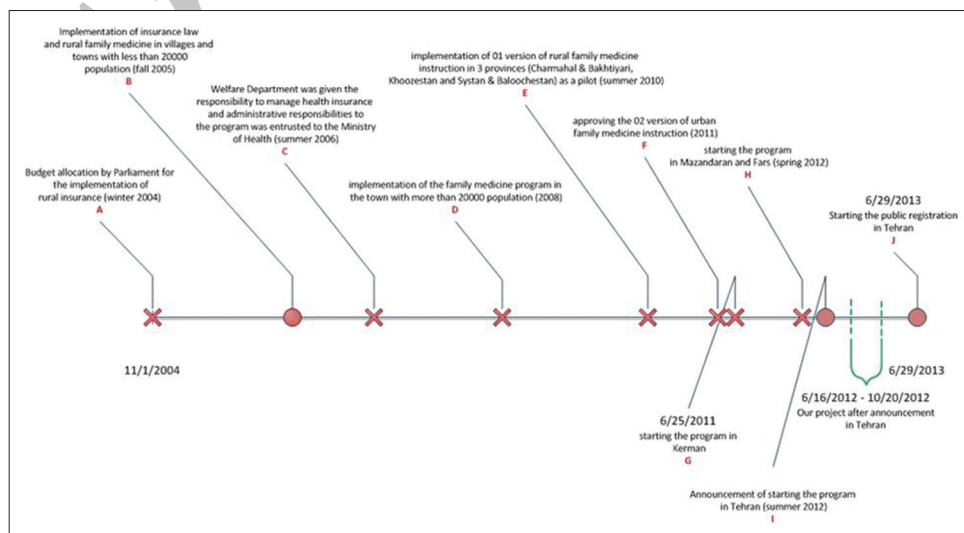 Implementation of insurance law
and rural family medicine in villages and
towns with less than 20000
population (fall 2005)
B
Welfare Department was given the
responsibility to manage health insurance
and administrative responsibilities to
the program was entrusted to the Ministry
of Health (summer 2006)
C
Budget allocation by Parliament for
the implementation of
rural insurance (winter 2004)
A
implementation of the family medicine program in
the town with more than 20000 population (2008)
D
implementation of 01 version of rural family medicine
instruction in 3 provinces (Charmahal & Bakhtiyari,
Khoozestan and Systan & Baloochestan) as a pilot (summer 2010)
E
approving the 02 version of urban
family medicine instruction (2011)
F
starting the program
in Mazandaran and Fars (spring 2012)
H
6/29/2013
Starting the public registration
in Tehran
J
11/1/2004
6/29/2013
6/16/2012 - 10/20/2012
Our project after announcement
in Tehran
6/25/2011
starting the program in
Kerman
G
Announcement of starting the program
in Tehran (summer 2012)
I